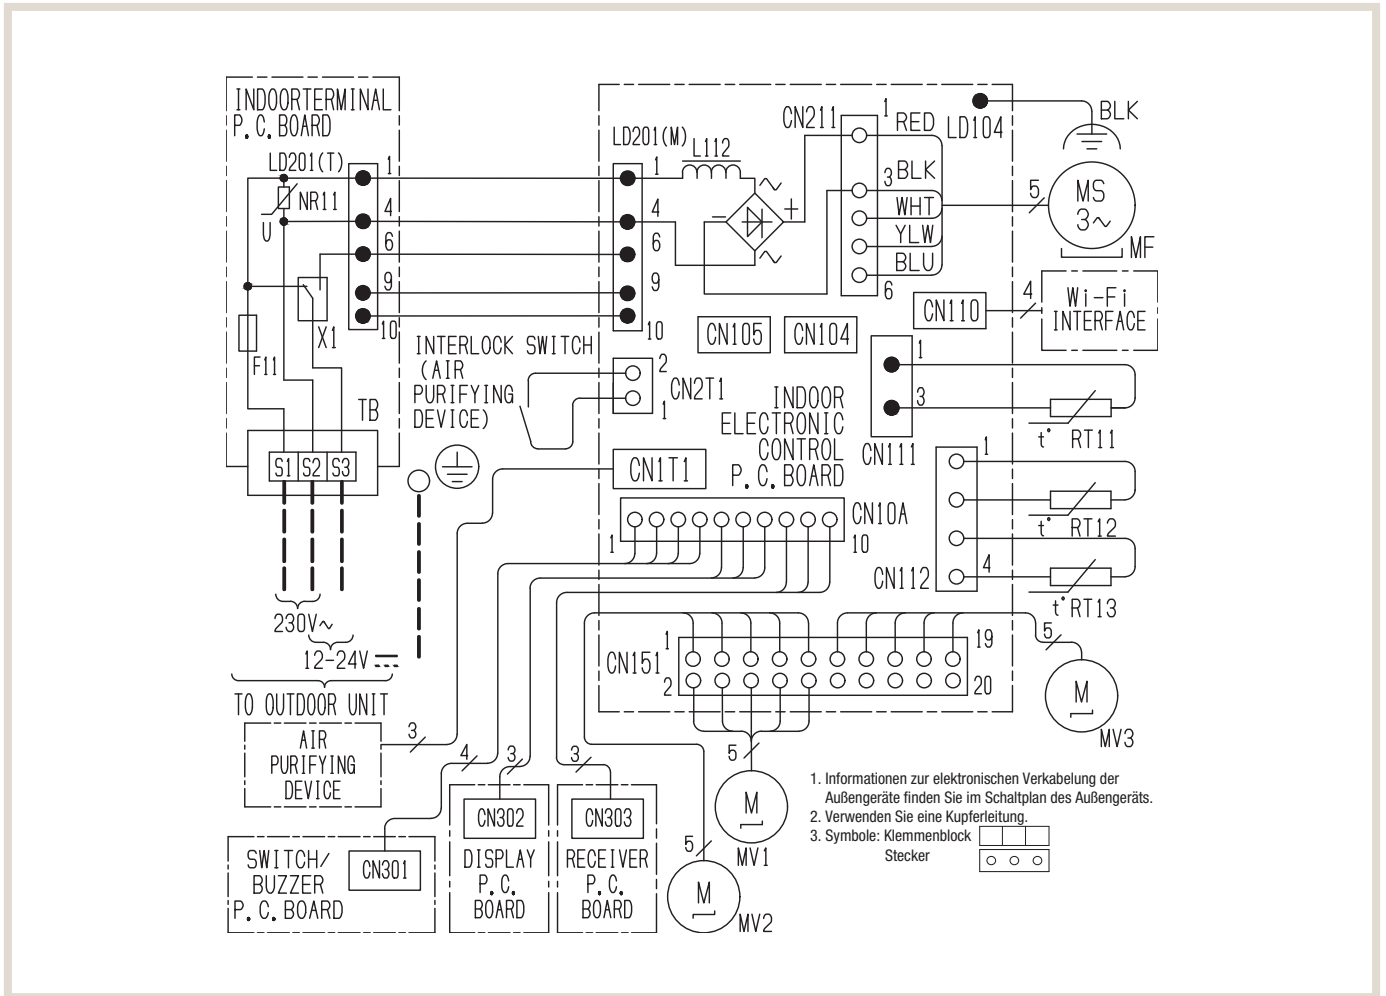 INDOORTERMINAL
P.C.BOARD
LD201(T)
1
NR11
4
U
6
9
X1
10
F11
TB
S1 S2 S3
230V~
12-24V
TO OUTDOOR UNIT
INTERLOCK SWITCH
(AIR
PURIFYING
DEVICE)
LD201(M)
1
L112
~
4
-
+
6
~
9
10
CN211
1
RED
3
BLK
WHT
YLW
BLU
6
LD104
BLK
5
MS
3~
MF
CN110
4
Wi-Fi
INTERFACE
CN105
CN104
2
CN2T1
1
INDOOR
ELECTRONIC
CONTROL
P.C.BOARD
1
3
CN111
t°
RT11
CN1T1
CN10A
1
10
1
CN112
4
t°
RT12
t°
RT13
1
19
CN151
2
20
5
M
MV3
AIR
PURIFYING
DEVICE
3
4
3
3
5
M
MV1
5
M
MV2
SWITCH/
BUZZER
P.C.BOARD
CN301
CN302
DISPLAY
P.C.
BOARD
CN303
RECEIVER
P.C.
BOARD
1. Informationen zur elektronischen Verkabelung der
Außengeräte finden Sie im Schaltplan des Außengeräts.
2. Verwenden Sie eine Kupferleitung.
3. Symbole: Klemmenblock
Stecker